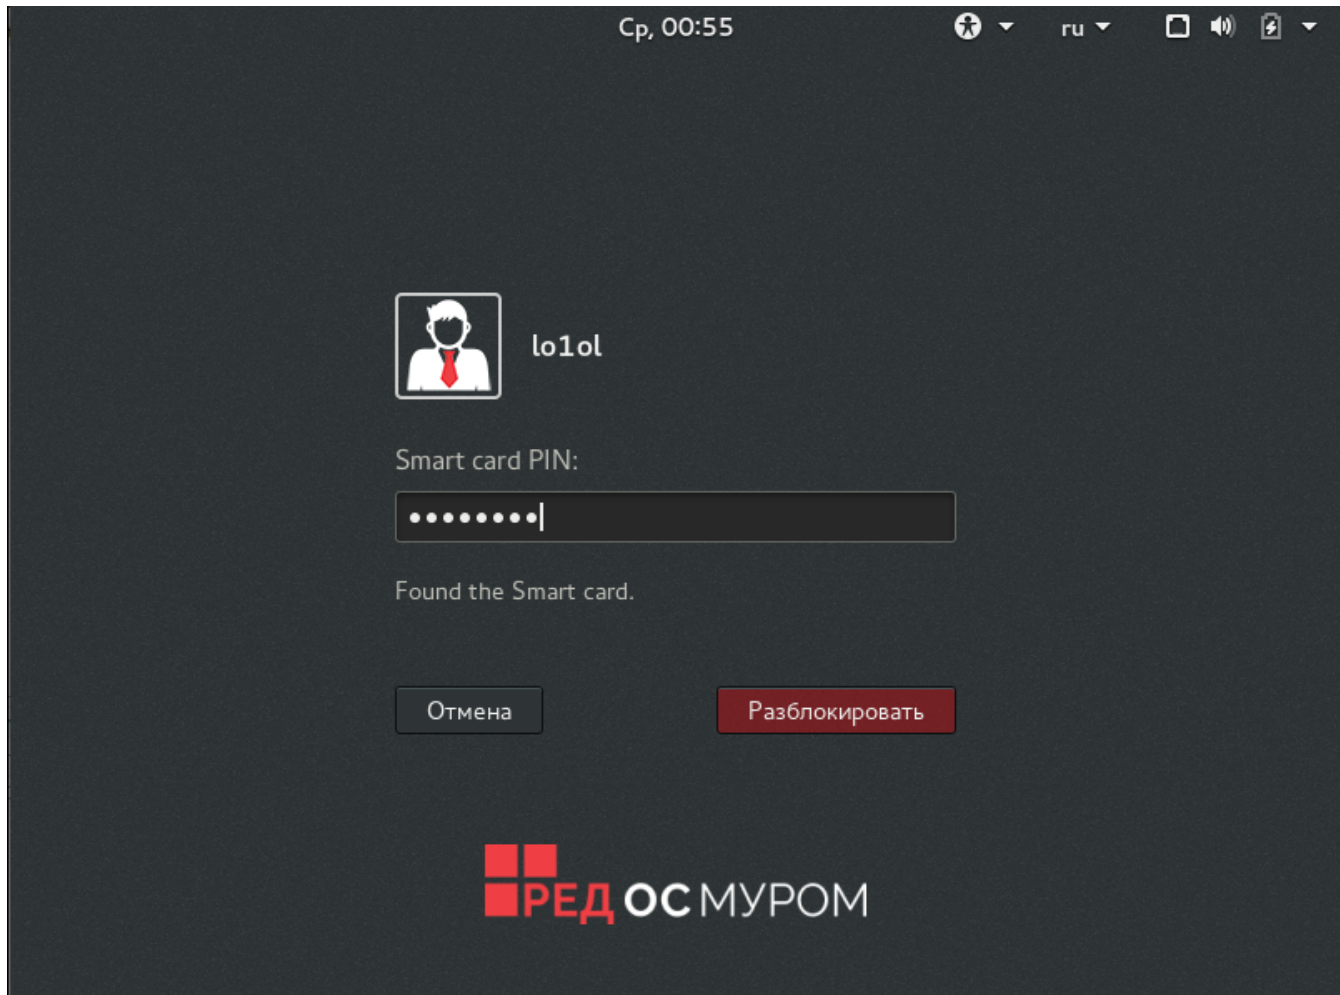 Ср, 00:55
ru
lo1ol
Smart card PIN:
Found the Smart card.
Отмена
Разблокировать
РЕД ОС МУРОМ